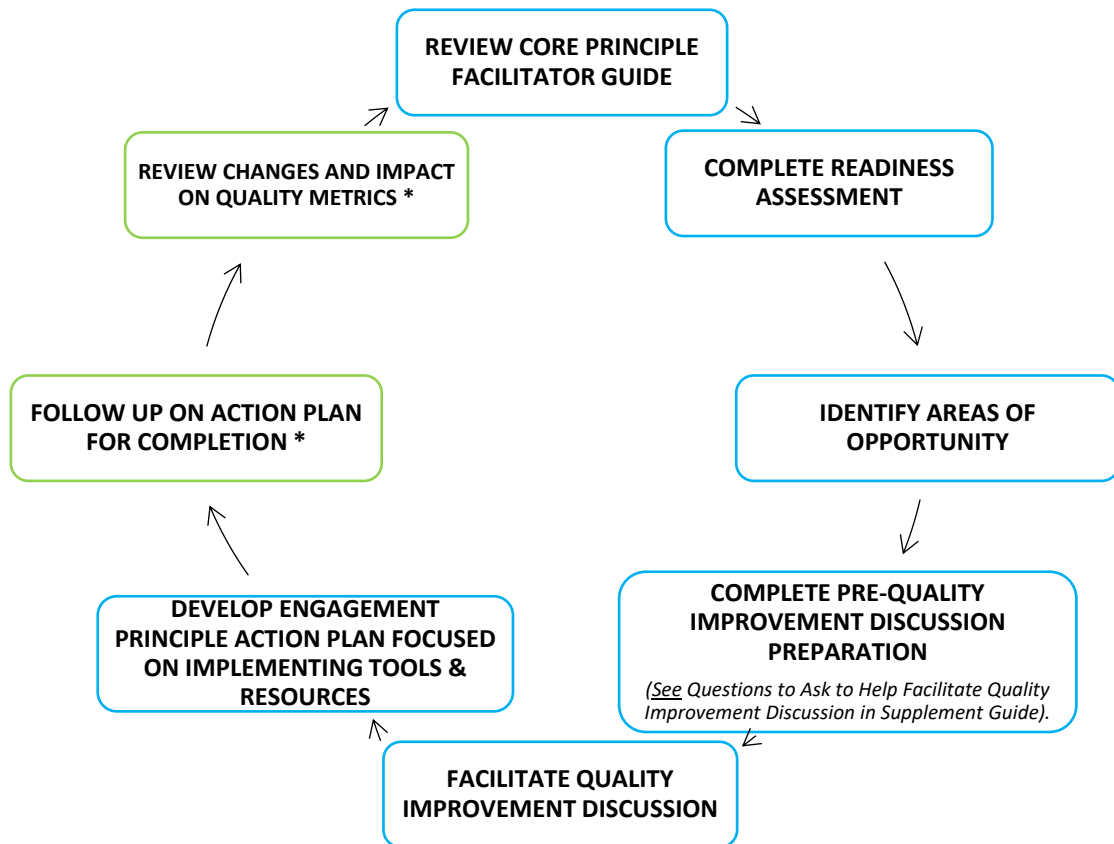 REVIEW CORE PRINCIPLE
FACILITATOR GUIDE
COMPLETE READINESS
ASSESSMENT
IDENTIFY AREAS OF
OPPORTUNITY
COMPLETE PRE-QUALITY
IMPROVEMENT DISCUSSION
PREPARATION
(See Questions to Ask to Help Facilitate Quality
Improvement Discussion in Supplement Guide).
FACILITATE QUALITY
IMPROVEMENT DISCUSSION
DEVELOP ENGAGEMENT
PRINCIPLE ACTION PLAN FOCUSED
ON IMPLEMENTING TOOLS &
RESOURCES
FOLLOW UP ON ACTION PLAN
FOR COMPLETION *
REVIEW CHANGES AND IMPACT
ON QUALITY METRICS *